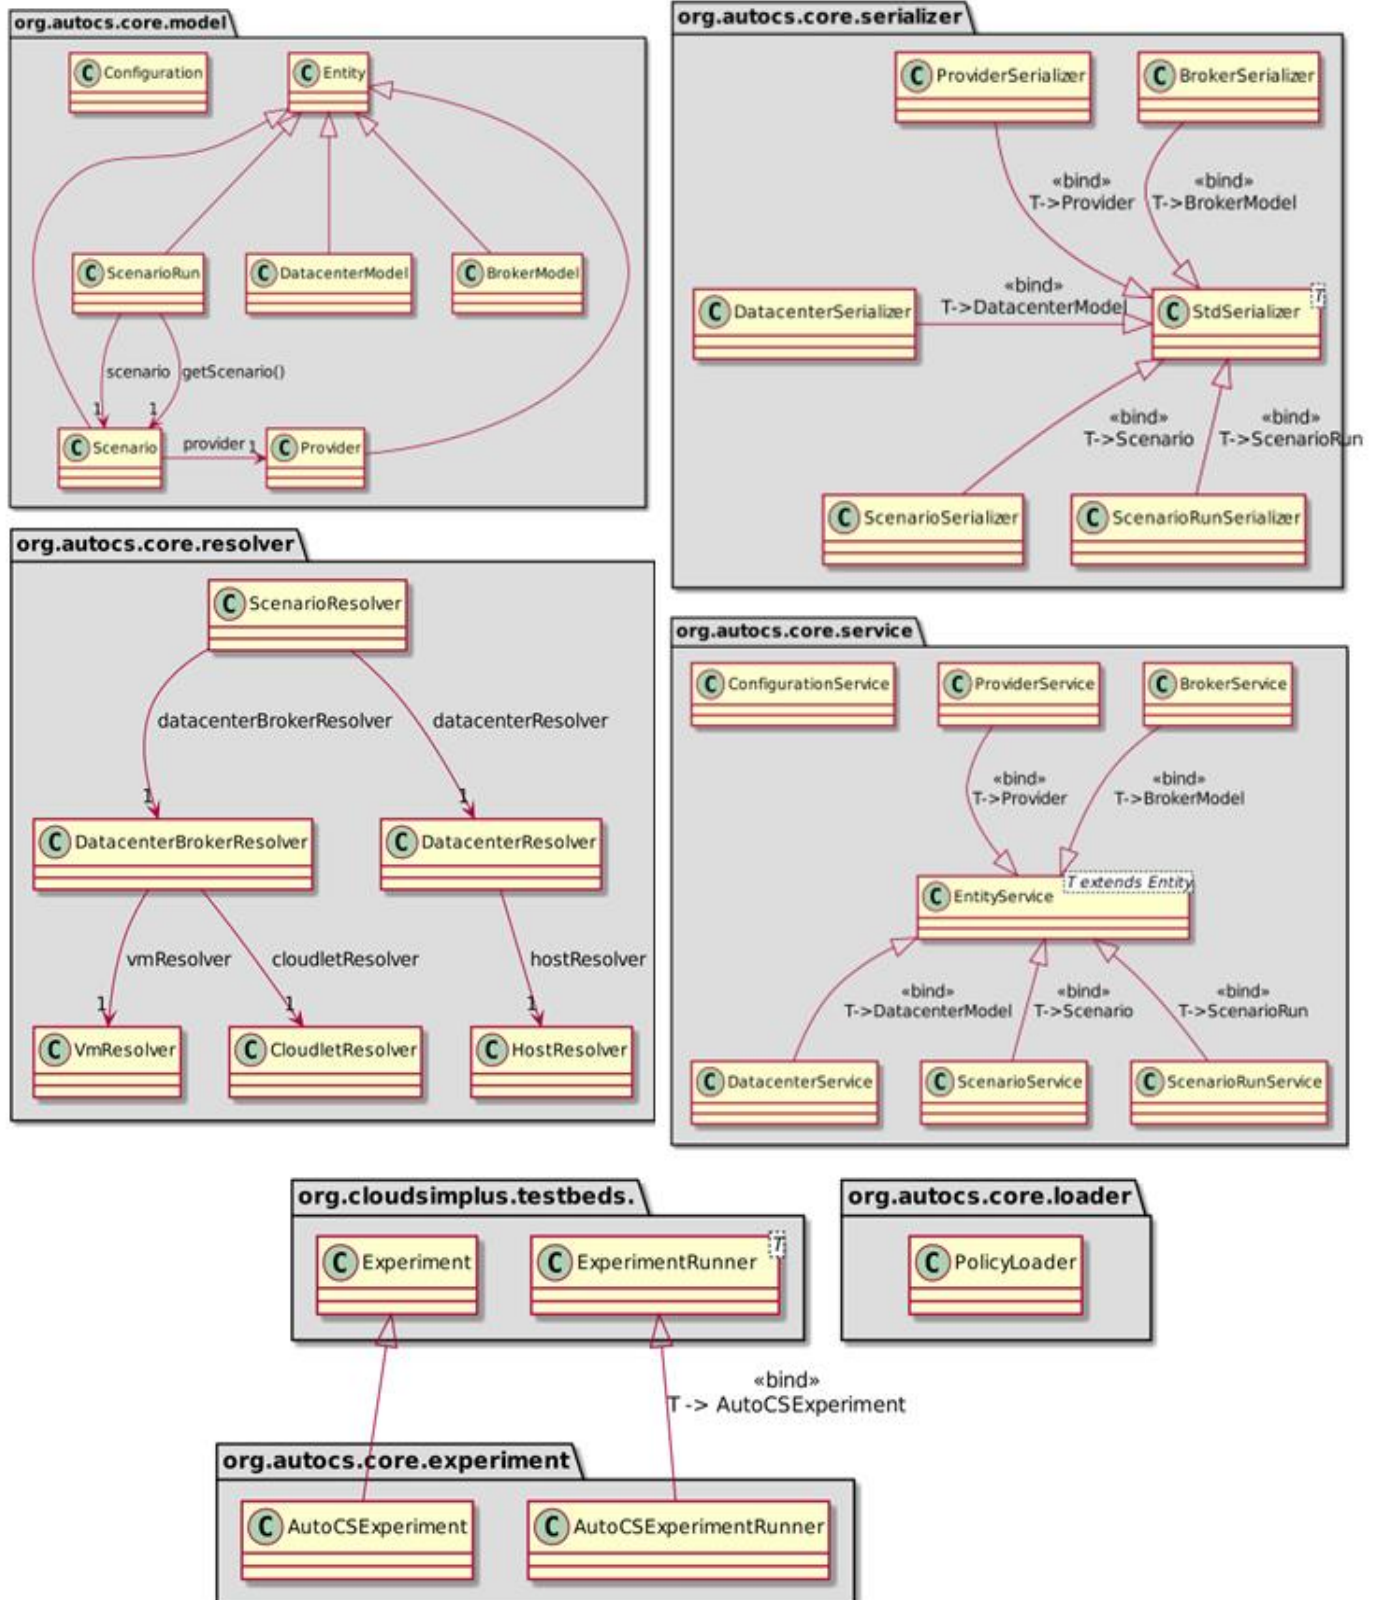 org.autocs.core.model
C Configuration
C Entity
C ScenarioRun
C DatacenterModel
C BrokerModel
scenario
getScenario()
1
1
C Scenario
provider
1
C Provider
org.autocs.core.serializer
C ProviderSerializer
C BrokerSerializer
«bind»
T->Provider
«bind»
T->BrokerModel
C DatacenterSerializer
«bind»
T->DatacenterModel
C StdSerializer
T
«bind»
T->Scenario
«bind»
T->ScenarioRun
C ScenarioSerializer
C ScenarioRunSerializer
org.autocs.core.resolver
C ScenarioResolver
datacenterBrokerResolver
datacenterResolver
1
1
C DatacenterBrokerResolver
C DatacenterResolver
vmResolver
cloudletResolver
hostResolver
1
1
1
C VmResolver
C CloudletResolver
C HostResolver
org.autocs.core.service
C ConfigurationService
C ProviderService
C BrokerService
«bind»
T->Provider
«bind»
T->BrokerModel
C EntityService
T extends Entity
«bind»
T->DatacenterModel
«bind»
T->Scenario
«bind»
T->ScenarioRun
C DatacenterService
C ScenarioService
C ScenarioRunService
org.cloudsimplus.testbeds.
C Experiment
C ExperimentRunner
T
org.autocs.core.loader
C PolicyLoader
«bind»
T -> AutoCSExperiment
org.autocs.core.experiment
C AutoCSExperiment
C AutoCSExperimentRunner